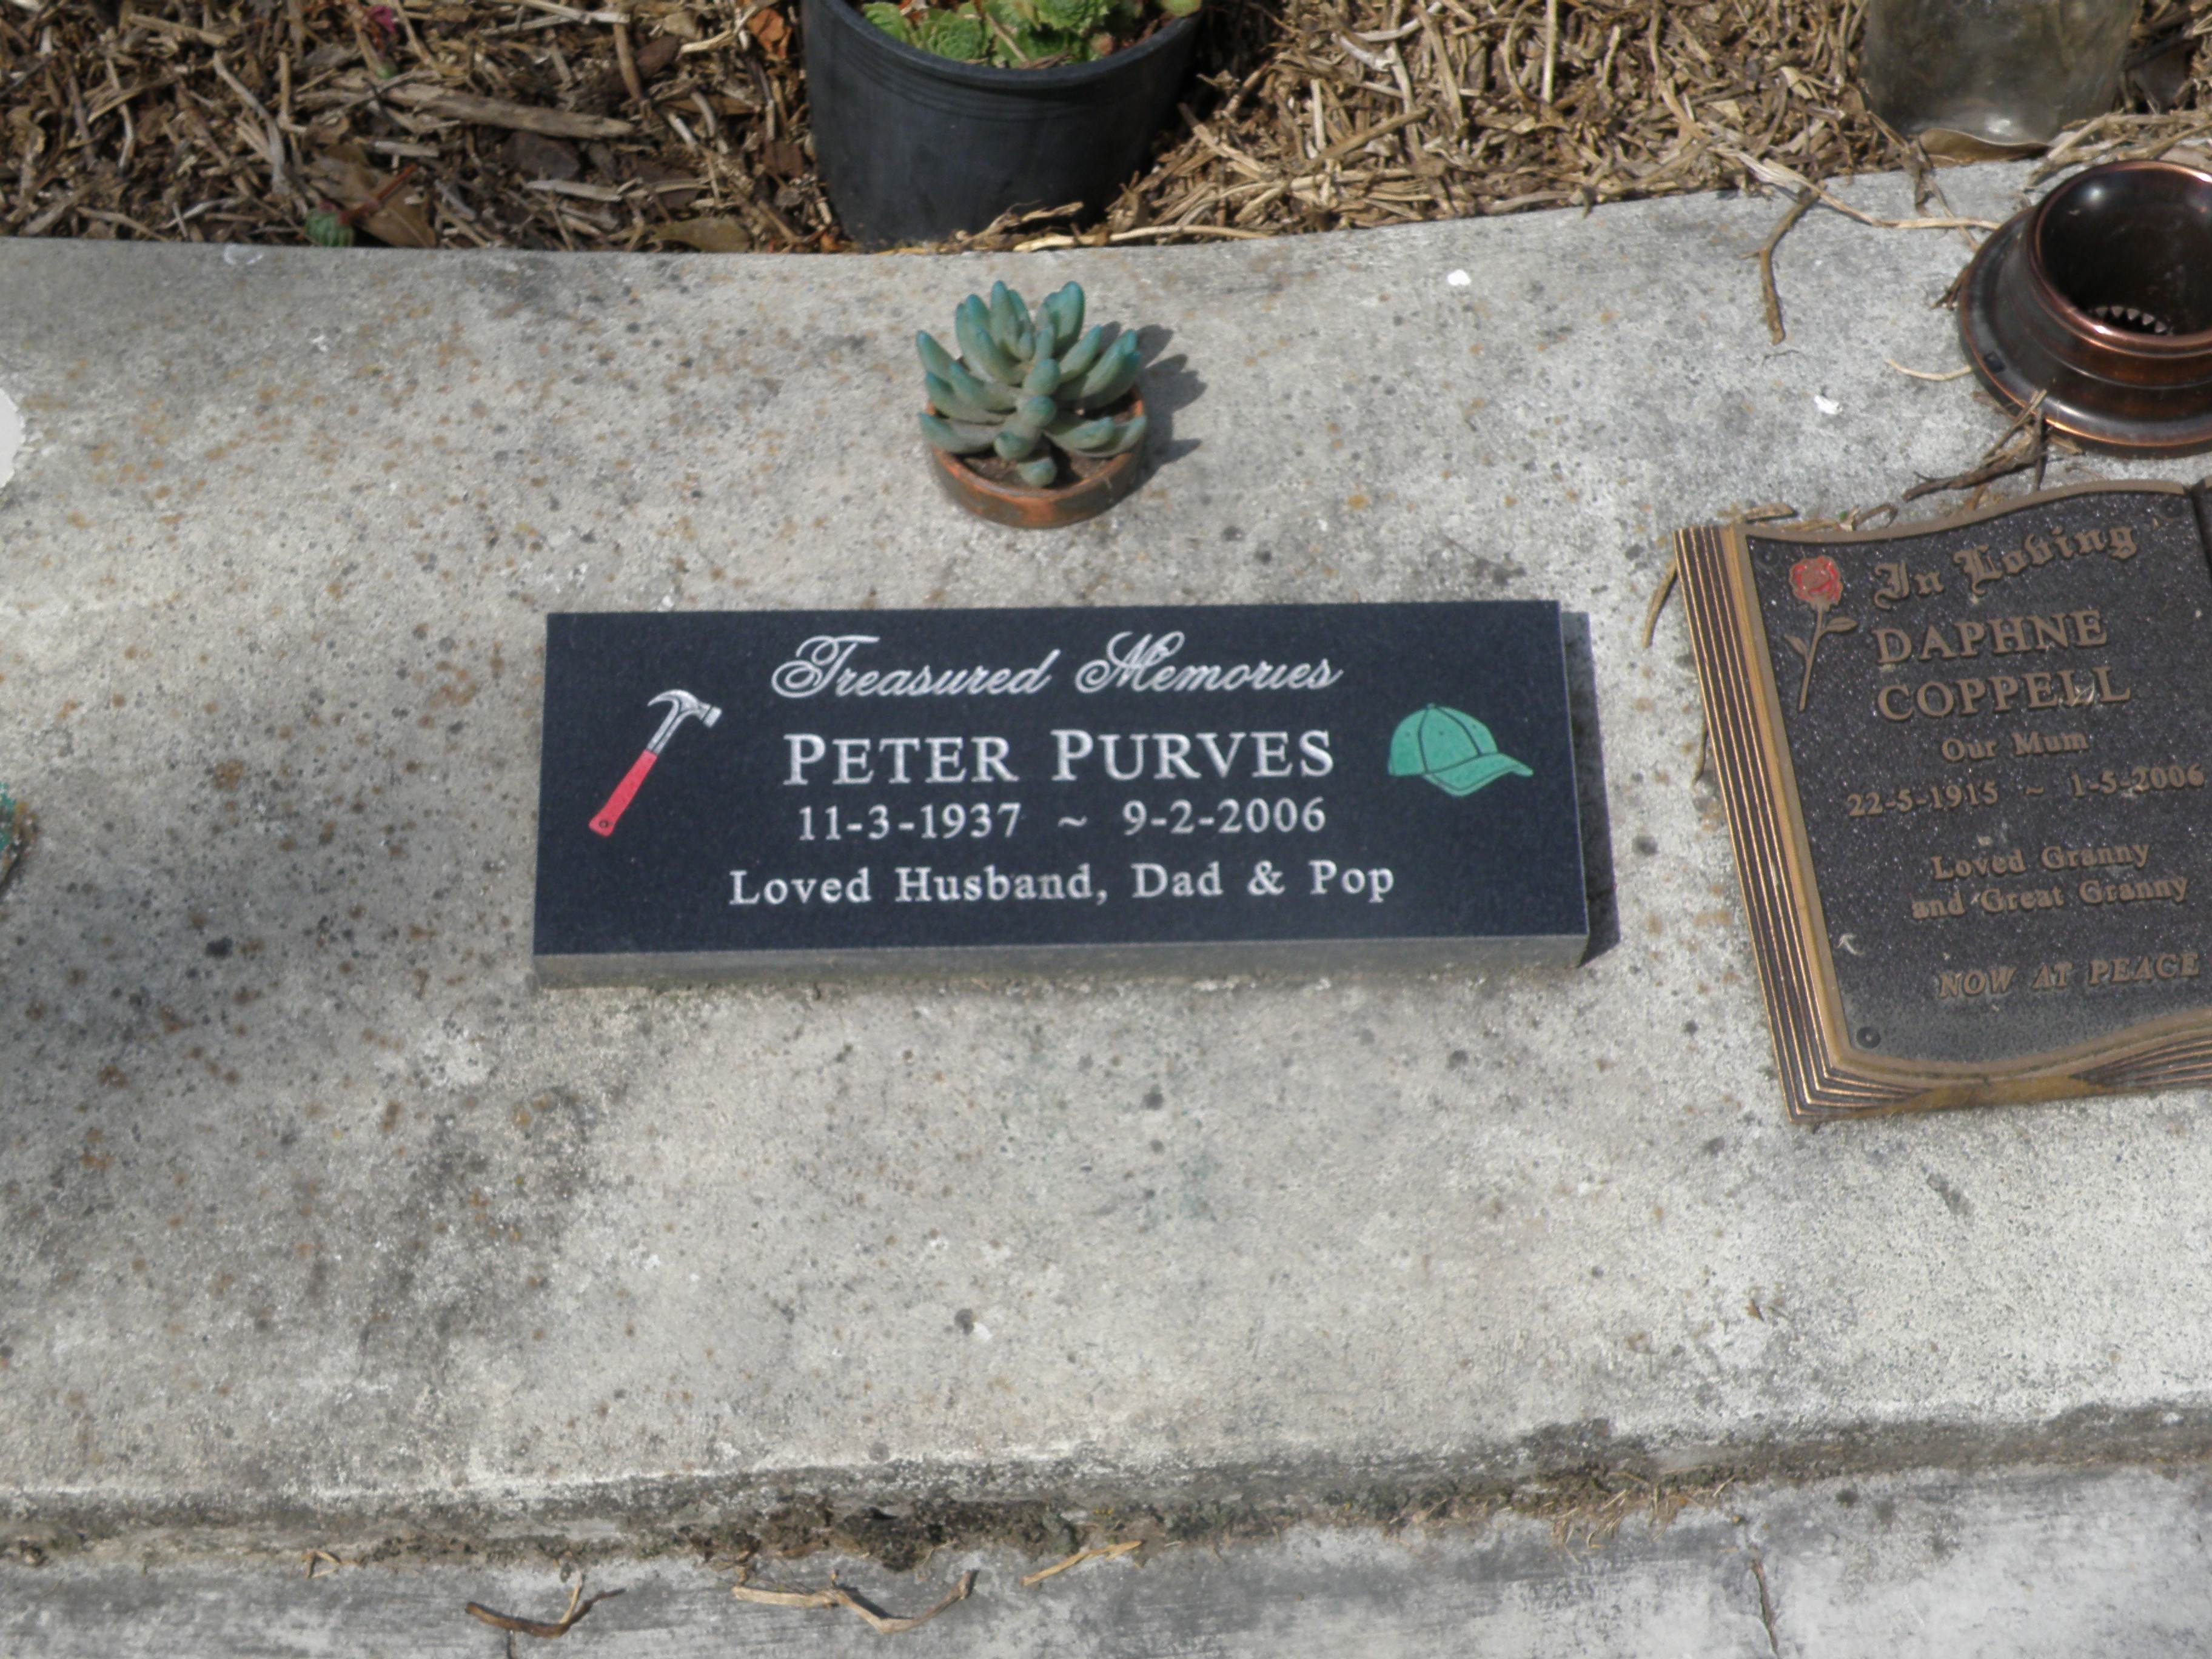 Treasured Memories
PETER PURVES
11-3-1937 ~ 9-2-2006
Loved Husband, Dad & Pop
In Loving
DAPHNE
COPPELL
Our Mum
22-5-1915 ~ 1-5-2006
Loved Granny
and Great Granny
NOW AT PEACE